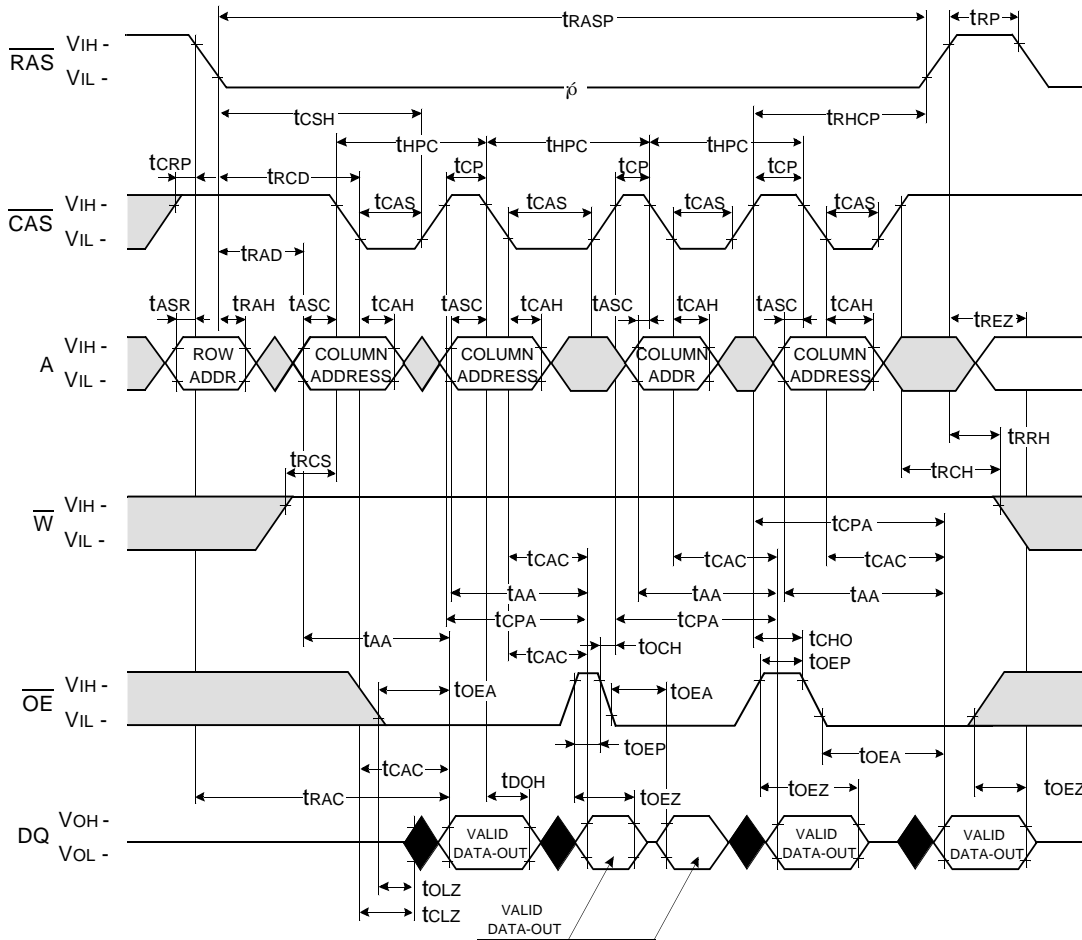 tRASP tRP
RAS VIH -
VIL -
tCSH tRHCP
tHPC tHPC tHPC
tCRP tCP tCP tCP
tRCD
CAS VIH -
VIL -
tCAS tCAS tCAS tCAS
tRAD
tASR tRAH tASC tCAH tASC tCAH tASC tCAH tASC tCAH tREZ
A VIH -
VIL -
ROW ADDR
COLUMN ADDRESS
COLUMN ADDRESS
COLUMN ADDR
COLUMN ADDRESS
tRRH
tRCS tRCH
W VIH -
VIL -
tCPA
tCAC tCAC tCAC
tAA tAA tAA
tCPA tCPA
tAA tOCH tCHO
tCAC tOEP
OE VIH -
VIL -
tOEA tOEA
tOEP tOEA
tCAC tDOH
tRAC tOEZ tOEZ tOEZ
DQ VOH -
VOL -
VALID DATA-OUT
VALID DATA-OUT
VALID DATA-OUT
tOLZ
tCLZ
VALID
DATA-OUT